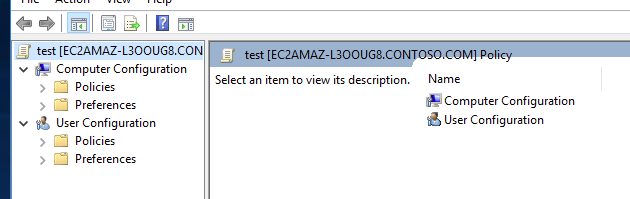 File Action View Help
test [EC2AMAZ-L3OOUG8.CON
Computer Configuration
Policies
Preferences
User Configuration
Policies
Preferences
test [EC2AMAZ-L3OOUG8.CONTOSO.COM] Policy
Select an item to view its description.
Name
Computer Configuration
User Configuration